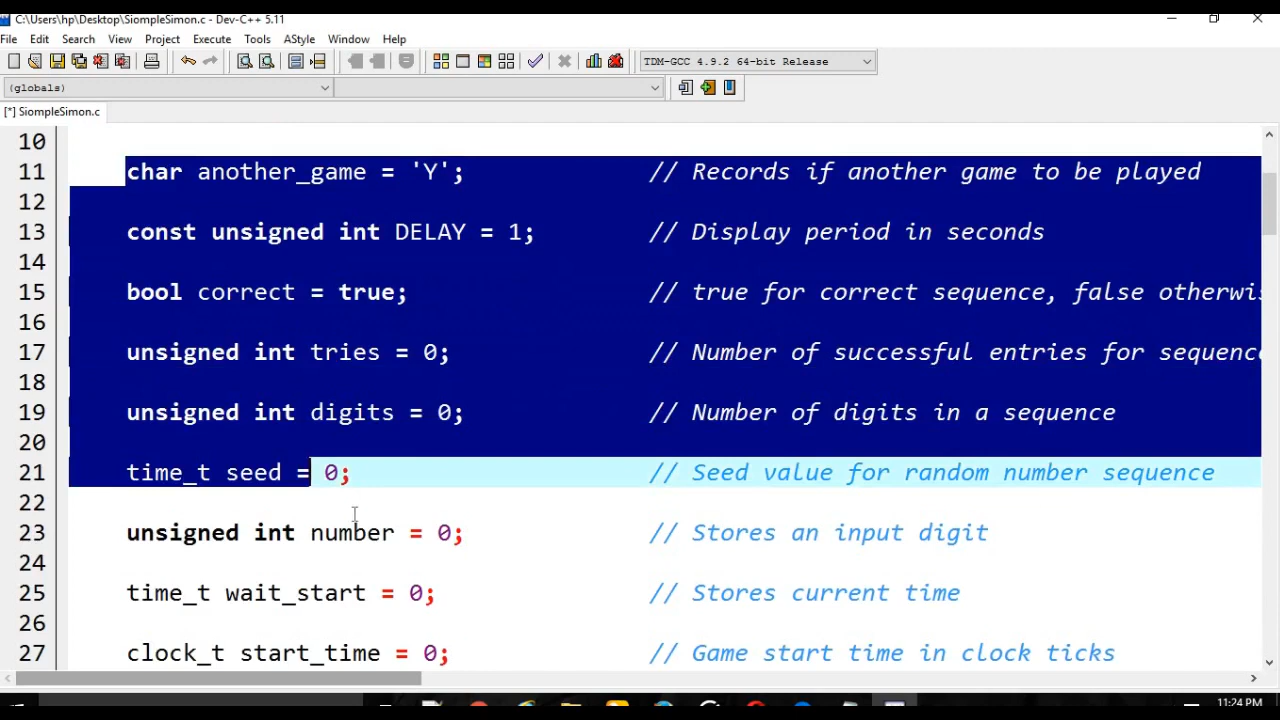 C:\Users\hp\Desktop\SiompleSimon.c - Dev-C++ 5.11
File Edit Search View Project Execute Tools AStyle Window Help
TDM-GCC 4.9.2 64-bit Release
(globals)
[*] SiompleSimon.c
10
11 char another_game = 'Y'; // Records if another game to be played
12
13 const unsigned int DELAY = 1; // Display period in seconds
14
15 bool correct = true; // true for correct sequence, false otherwi
16
17 unsigned int tries = 0; // Number of successful entries for sequenc
18
19 unsigned int digits = 0; // Number of digits in a sequence
20
21 time_t seed = 0; // Seed value for random number sequence
22
23 unsigned int number = 0; // Stores an input digit
24
25 time_t wait_start = 0; // Stores current time
26
27 clock_t start_time = 0; // Game start time in clock ticks
11:24 PM